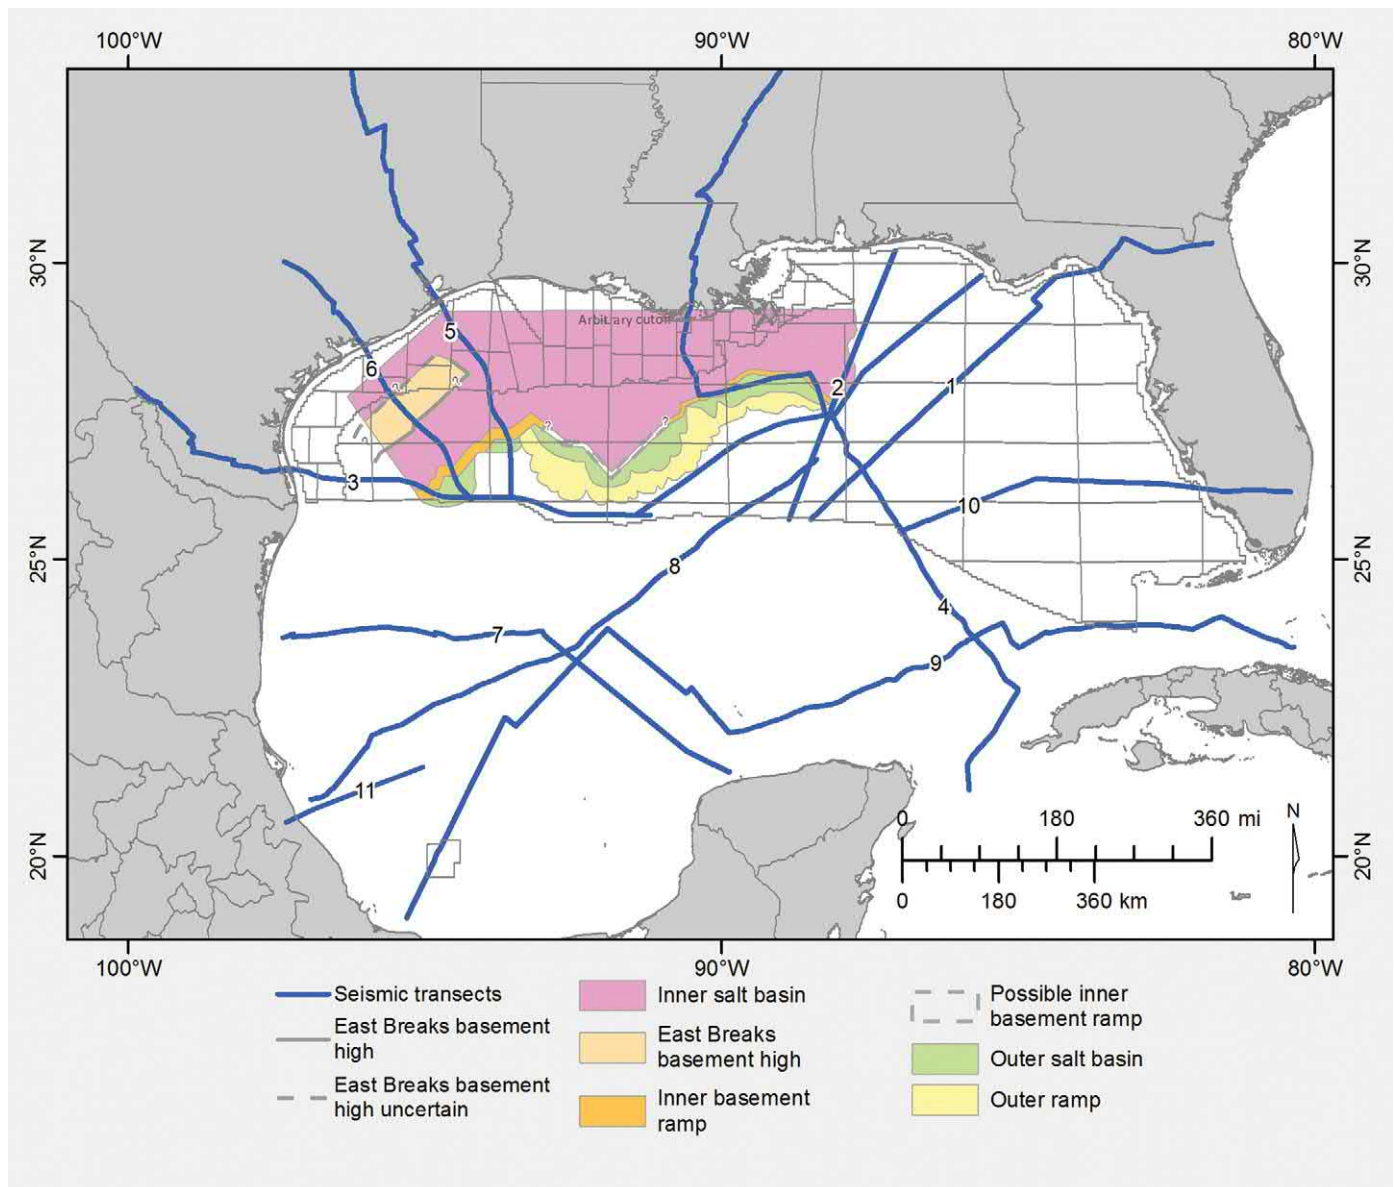 100°W
90°W
80°W
30°N
30°N
Arbitrary cutoff
5
6
?
?
2
1
?
?
3
10
25°N
25°N
8
4
7
9
11
0
180
360 mi
N
20°N
20°N
0
180
360 km
100°W
90°W
80°W
Seismic transects
East Breaks basement
high
East Breaks basement
high uncertain
Inner salt basin
East Breaks
basement high
Inner basement
ramp
Possible inner
basement ramp
Outer salt basin
Outer ramp